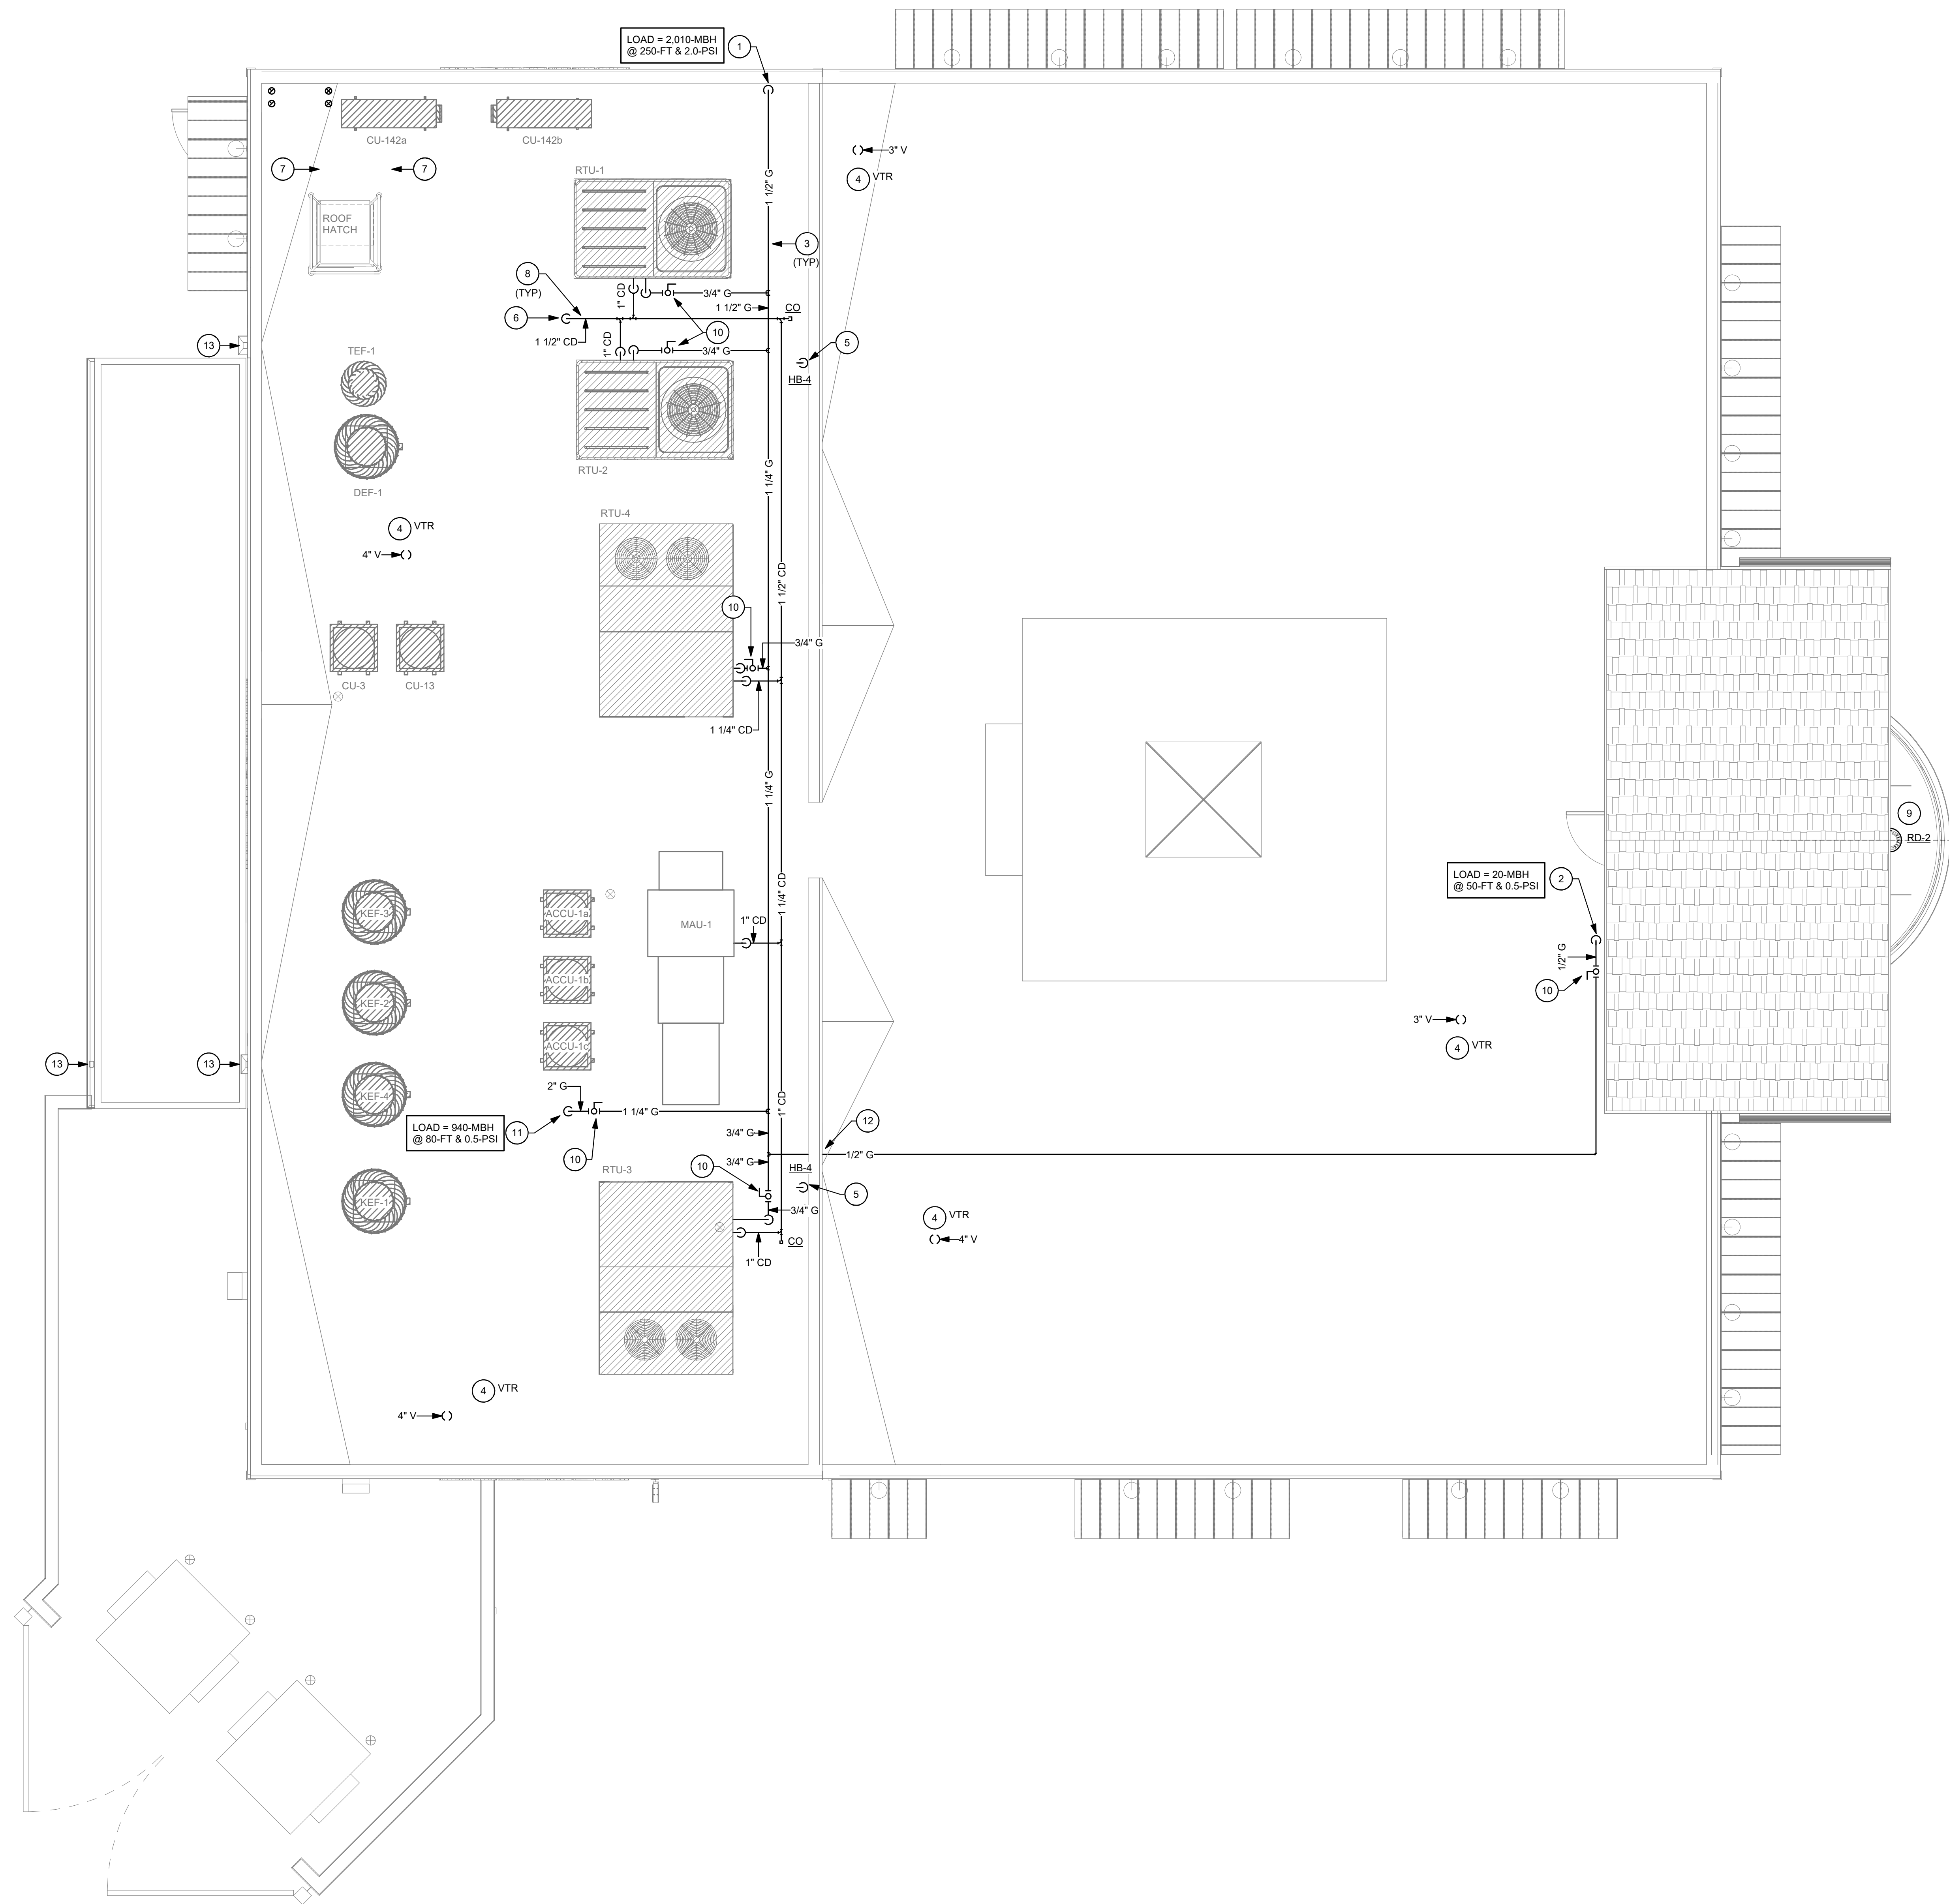 LOAD = 2,010-MBH
@ 250-FT & 2.0-PSI
1
CU-142a
CU-142b
7
7
RTU-1
1 1/2" G
3" V
4
VTR
ROOF
HATCH
3
(TYP)
8
(TYP)
1" CD
3/4" G
1 1/2" G
CO
6
1 1/2" CD
10
1" CD
3/4" G
5
HB-4
13
TEF-1
DEF-1
RTU-2
1 1/4" G
RTU-4
4
VTR
4" V
1 1/2" CD
10
3/4" G
CU-3
CU-13
1 1/4" CD
1 1/4" G
9
RD-2
LOAD = 20-MBH
@ 50-FT & 0.5-PSI
2
KEF-3
ACCU-1a
MAU-1
1" CD
1 1/4" CD
1/2" G
KEF-2
ACCU-1b
10
3" V
4
VTR
13
13
ACCU-1c
KEF-4
2" G
1 1/4" G
1" CD
LOAD = 940-MBH
@ 80-FT & 0.5-PSI
11
3/4" G
12
10
3/4" G
1/2" G
RTU-3
10
HB-4
5
KEF-1
3/4" G
4
VTR
4" V
CO
1" CD
4
VTR
4" V